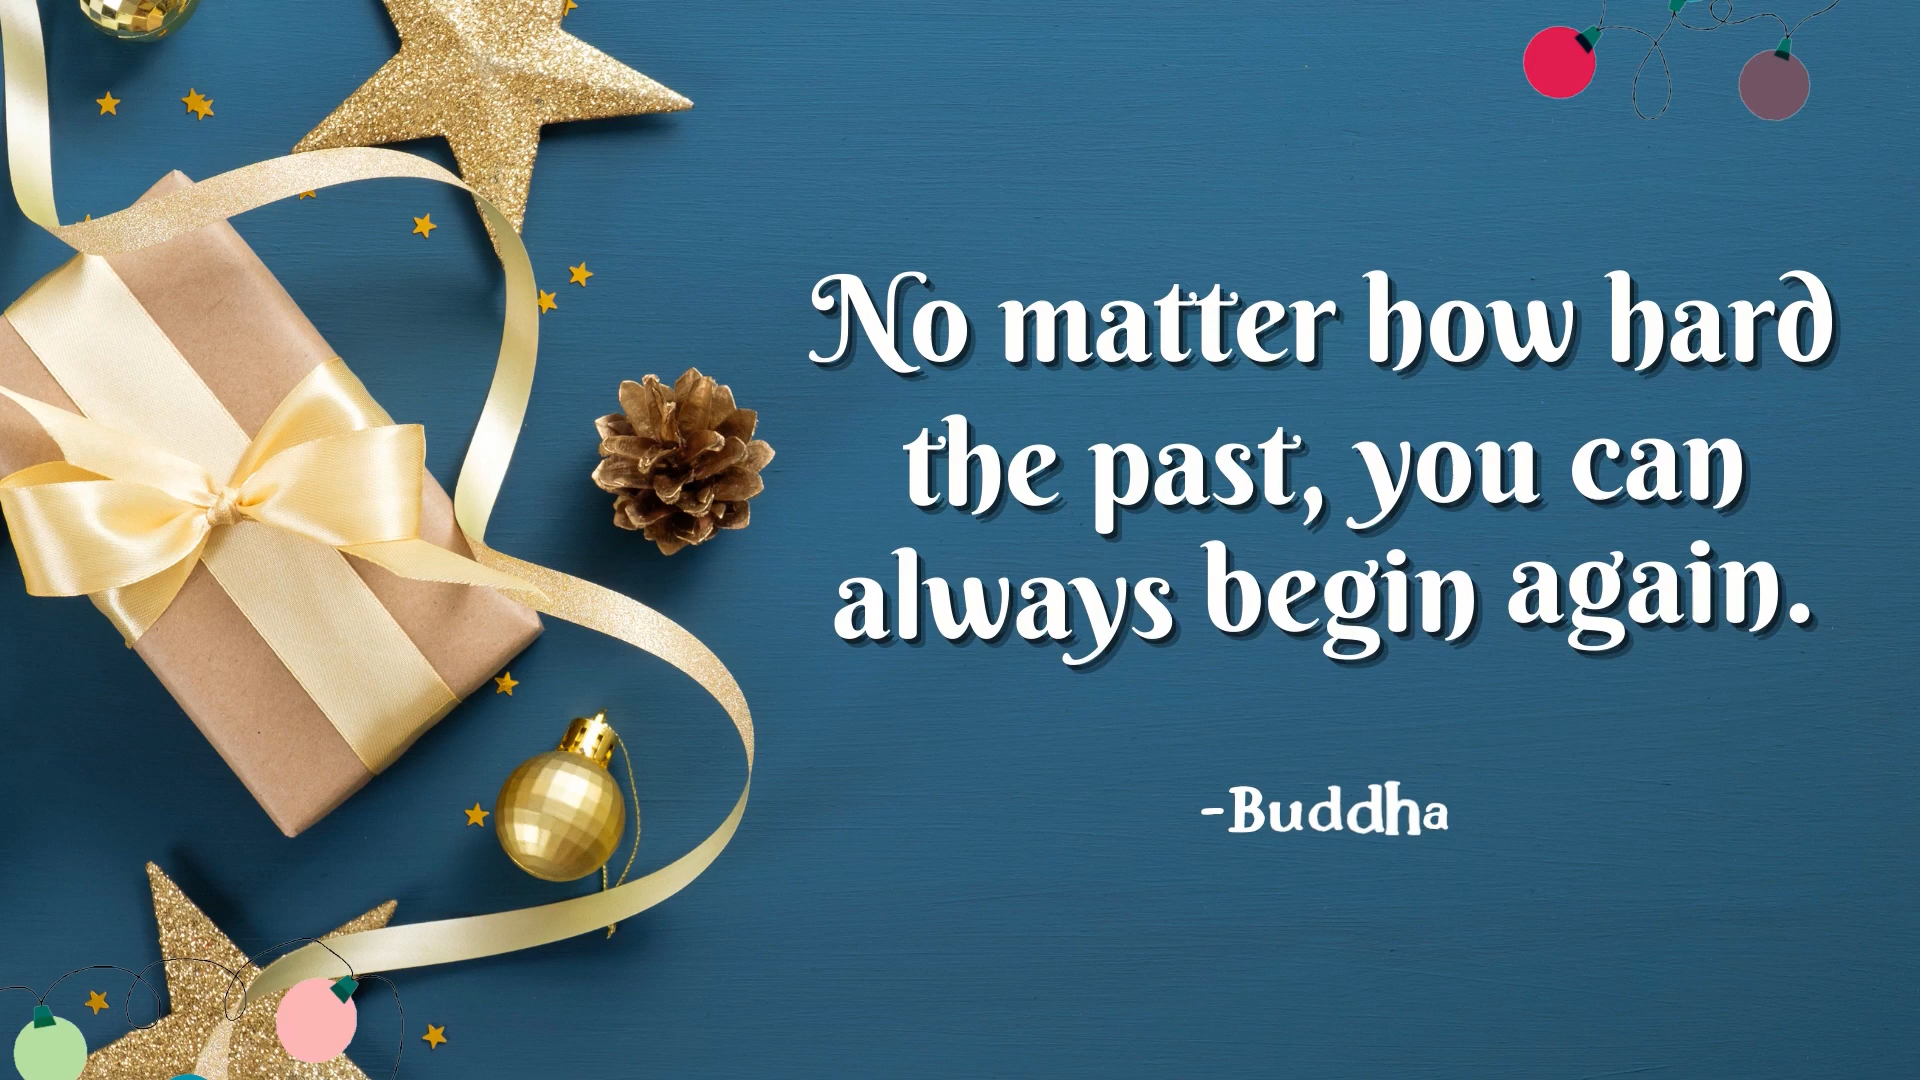 No matter how hard
the past, you can
always begin again.
-Buddha